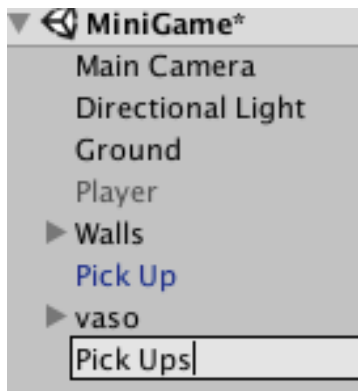 MiniGame*
Main Camera
Directional Light
Ground
Player
Walls
Pick Up
vaso
Pick Ups